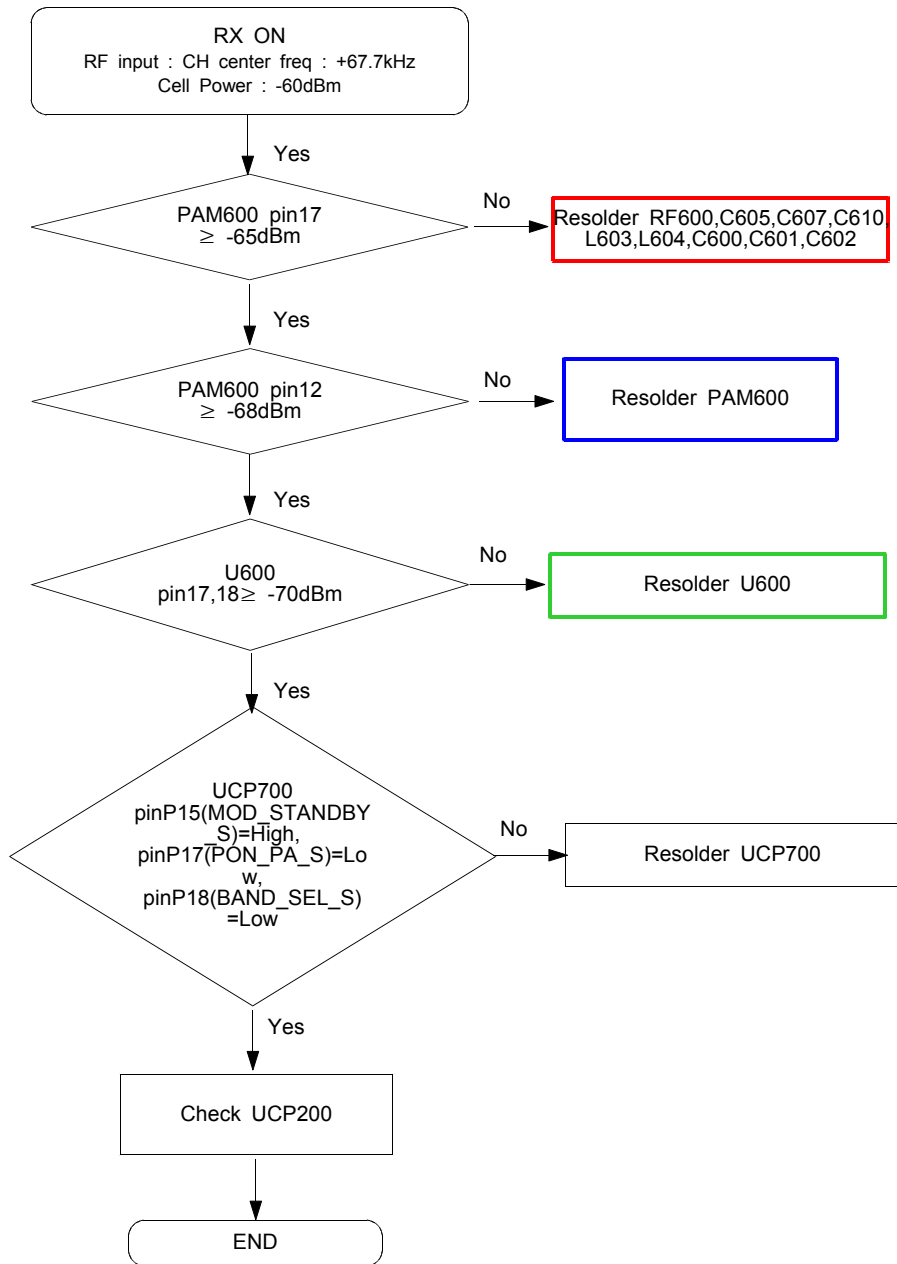 RX ON
RF input : CH center freq : +67.7kHz
Cell Power : -60dBm
Yes
PAM600 pin17
≥ -65dBm
No
Resolder RF600,C605,C607,C610,
L603,L604,C600,C601,C602
Yes
PAM600 pin12
≥ -68dBm
No
Resolder PAM600
Yes
U600
pin17,18≥ -70dBm
No
Resolder U600
Yes
UCP700
pinP15(MOD_STANDBY
_S)=High,
pinP17(PON_PA_S)=Lo
w,
pinP18(BAND_SEL_S)
=Low
No
Resolder UCP700
Yes
Check UCP200
END